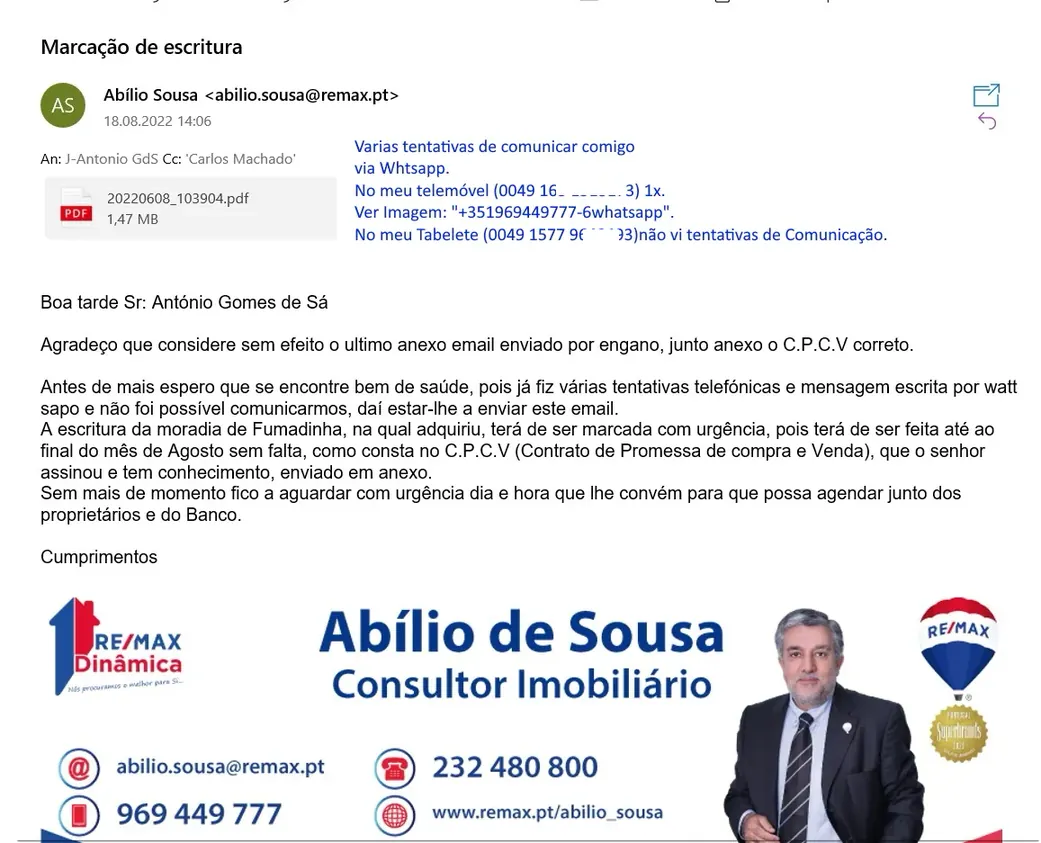 Marcação de escritura
AS
Abílio Sousa <abilio.sousa@remax.pt>
18.08.2022 14:06
An: J-Antonio GdS Cc: 'Carlos Machado'
PDF
20220608_103904.pdf
1,47 MB
Varias tentativas de comunicar comigo
via Whtsapp.
No meu telemóvel (0049 16 3) 1x.
Ver Imagem: "+351969449777-6whatsapp".
No meu Tabelete (0049 1577 96 93)não vi tentativas de Comunicação.
Boa tarde Sr: António Gomes de Sá
Agradeço que considere sem efeito o ultimo anexo email enviado por engano, junto anexo o C.P.C.V correto.
Antes de mais espero que se encontre bem de saúde, pois já fiz várias tentativas telefónicas e mensagem escrita por watt
sapo e não foi possível comunicarmos, daí estar-lhe a enviar este email.
A escritura da moradia de Fumadinha, na qual adquiriu, terá de ser marcada com urgência, pois terá de ser feita até ao
final do mês de Agosto sem falta, como consta no C.P.C.V (Contrato de Promessa de compra e Venda), que o senhor
assinou e tem conhecimento, enviado em anexo.
Sem mais de momento fico a aguardar com urgência dia e hora que lhe convém para que possa agendar junto dos
proprietários e do Banco.
Cumprimentos
RE/MAX
Dinâmica
Nós procuramos o melhor para Si...
Abílio de Sousa
Consultor Imobiliário
RE/MAX
®
PORTUGAL
Superbrands
@ abilio.sousa@remax.pt
232 480 800
969 449 777
www.remax.pt/abilio_sousa